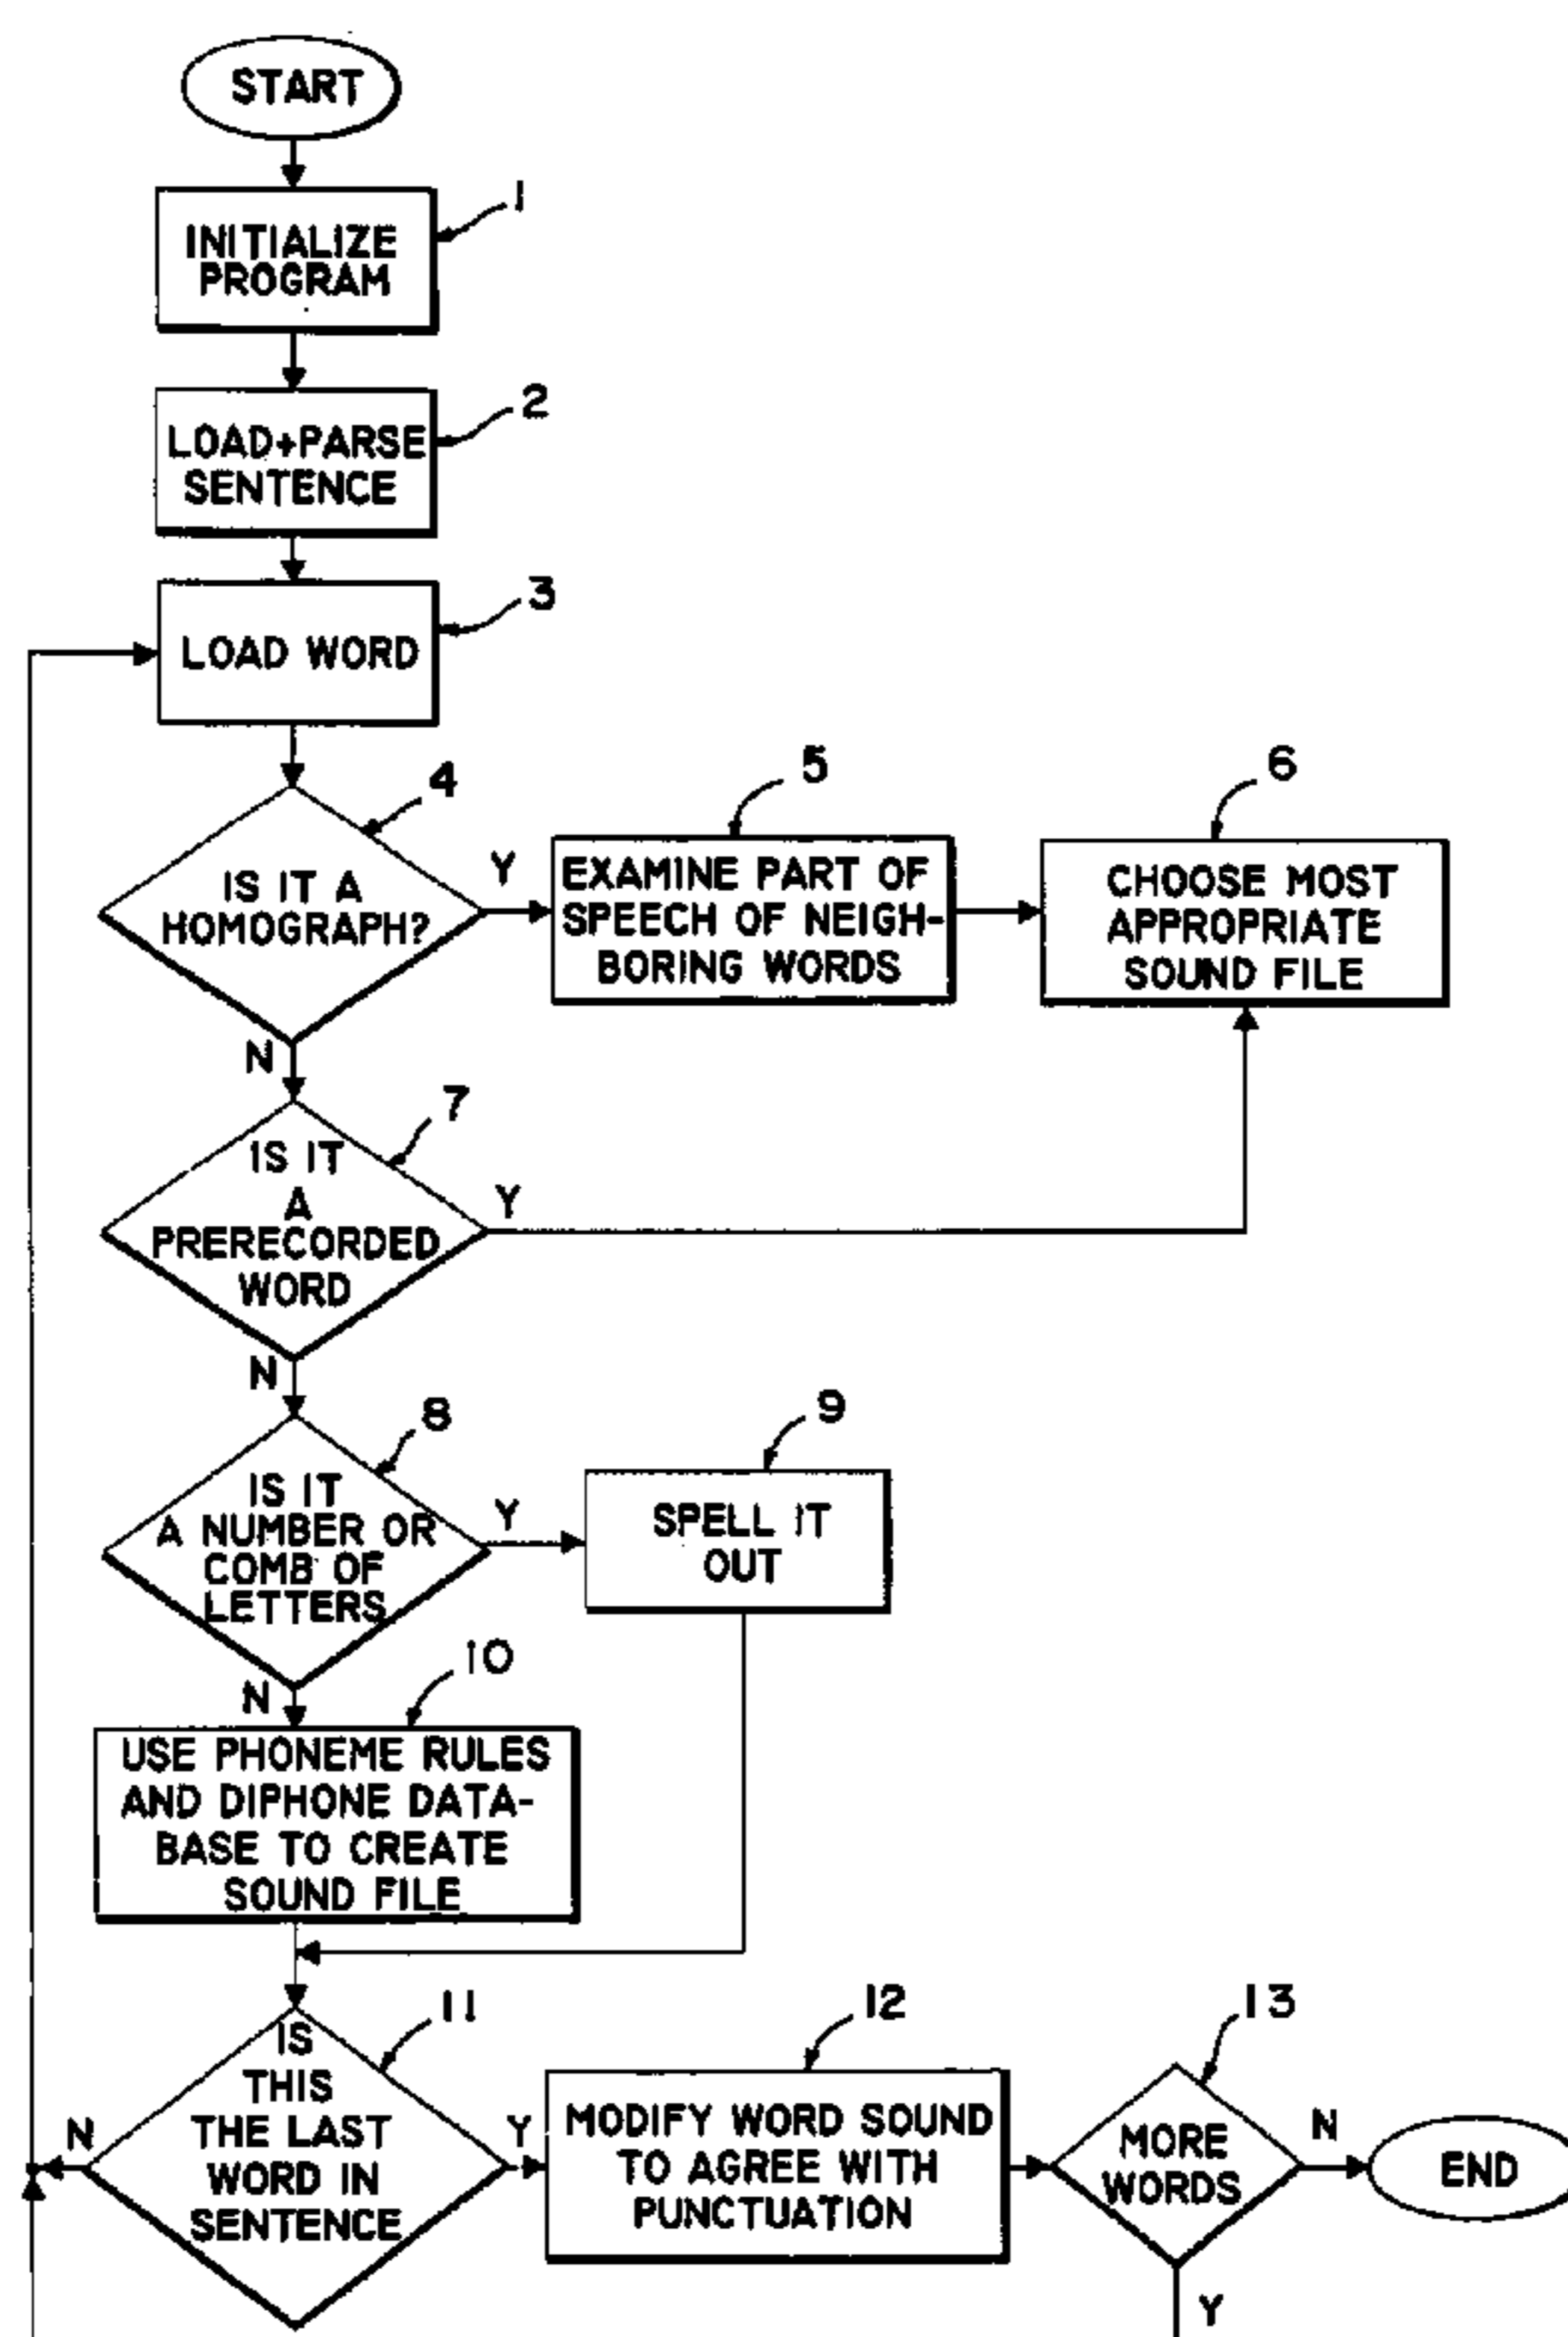 START
1
INITIALIZE
PROGRAM
2
LOAD+PARSE
SENTENCE
3
LOAD WORD
4
IS IT A
HOMOGRAPH?
Y
N
5
EXAMINE PART OF
SPEECH OF NEIGH-
BORING WORDS
6
CHOOSE MOST
APPROPRIATE
SOUND FILE
7
IS IT
A
PRERECORDED
WORD
Y
N
8
IS IT
A NUMBER OR
COMB OF
LETTERS
Y
N
9
SPELL IT
OUT
10
USE PHONEME RULES
AND DIPHONE DATA-
BASE TO CREATE
SOUND FILE
11
IS
THIS
THE LAST
WORD IN
SENTENCE
N
Y
12
MODIFY WORD SOUND
TO AGREE WITH
PUNCTUATION
13
MORE
WORDS
N
Y
END